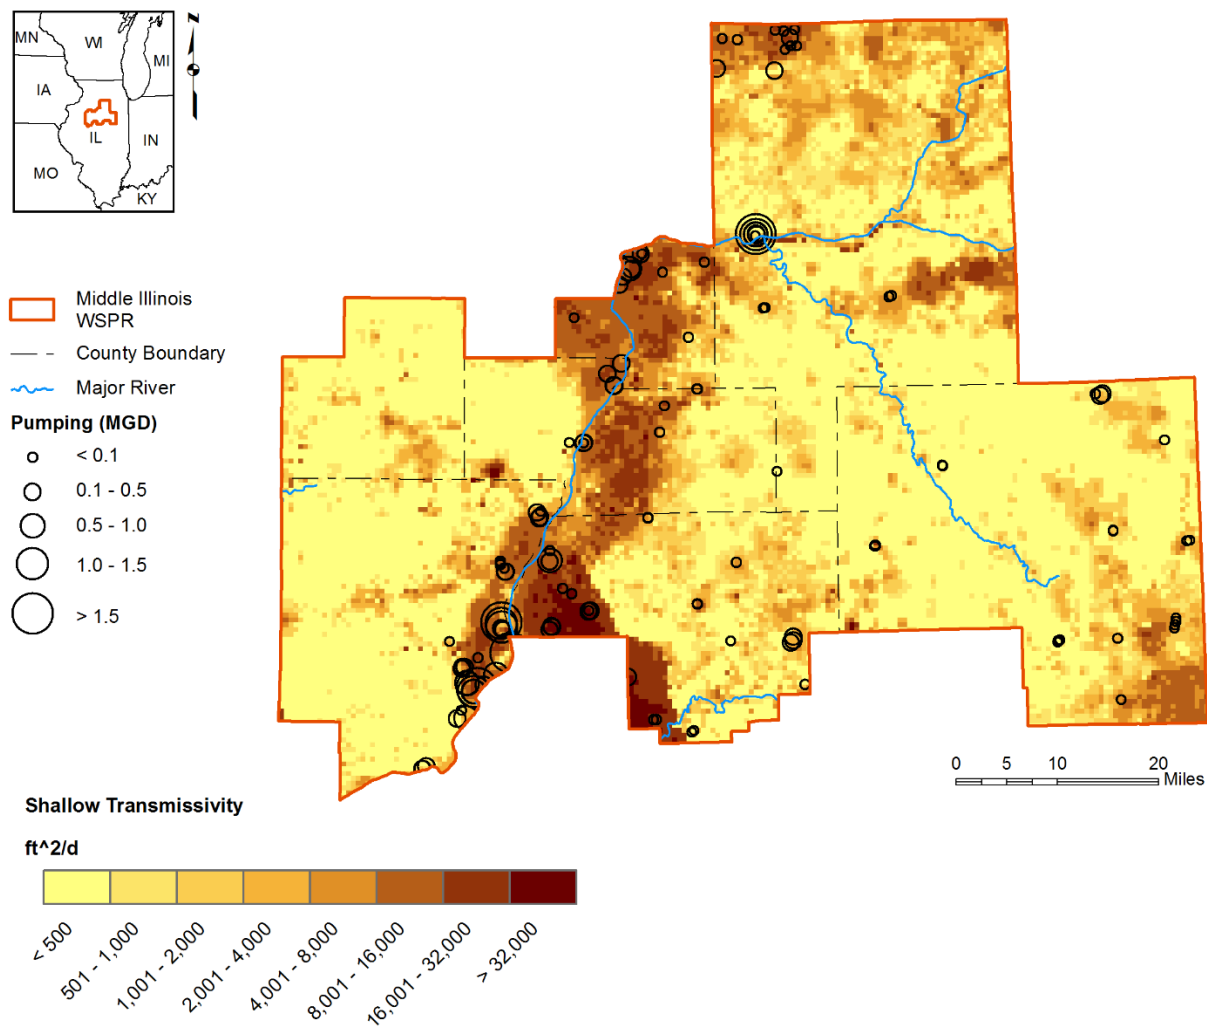 N
MN
WI
MI
IA
IL
IN
MO
KY
Middle Illinois
WSPR
County Boundary
Major River
Pumping (MGD)
< 0.1
0.1 - 0.5
0.5 - 1.0
1.0 - 1.5
> 1.5
0 5 10 20
Miles
Shallow Transmissivity
ft^2/d
< 500
501 - 1,000
1,001 - 2,000
2,001 - 4,000
4,001 - 8,000
8,001 - 16,000
16,001 - 32,000
> 32,000